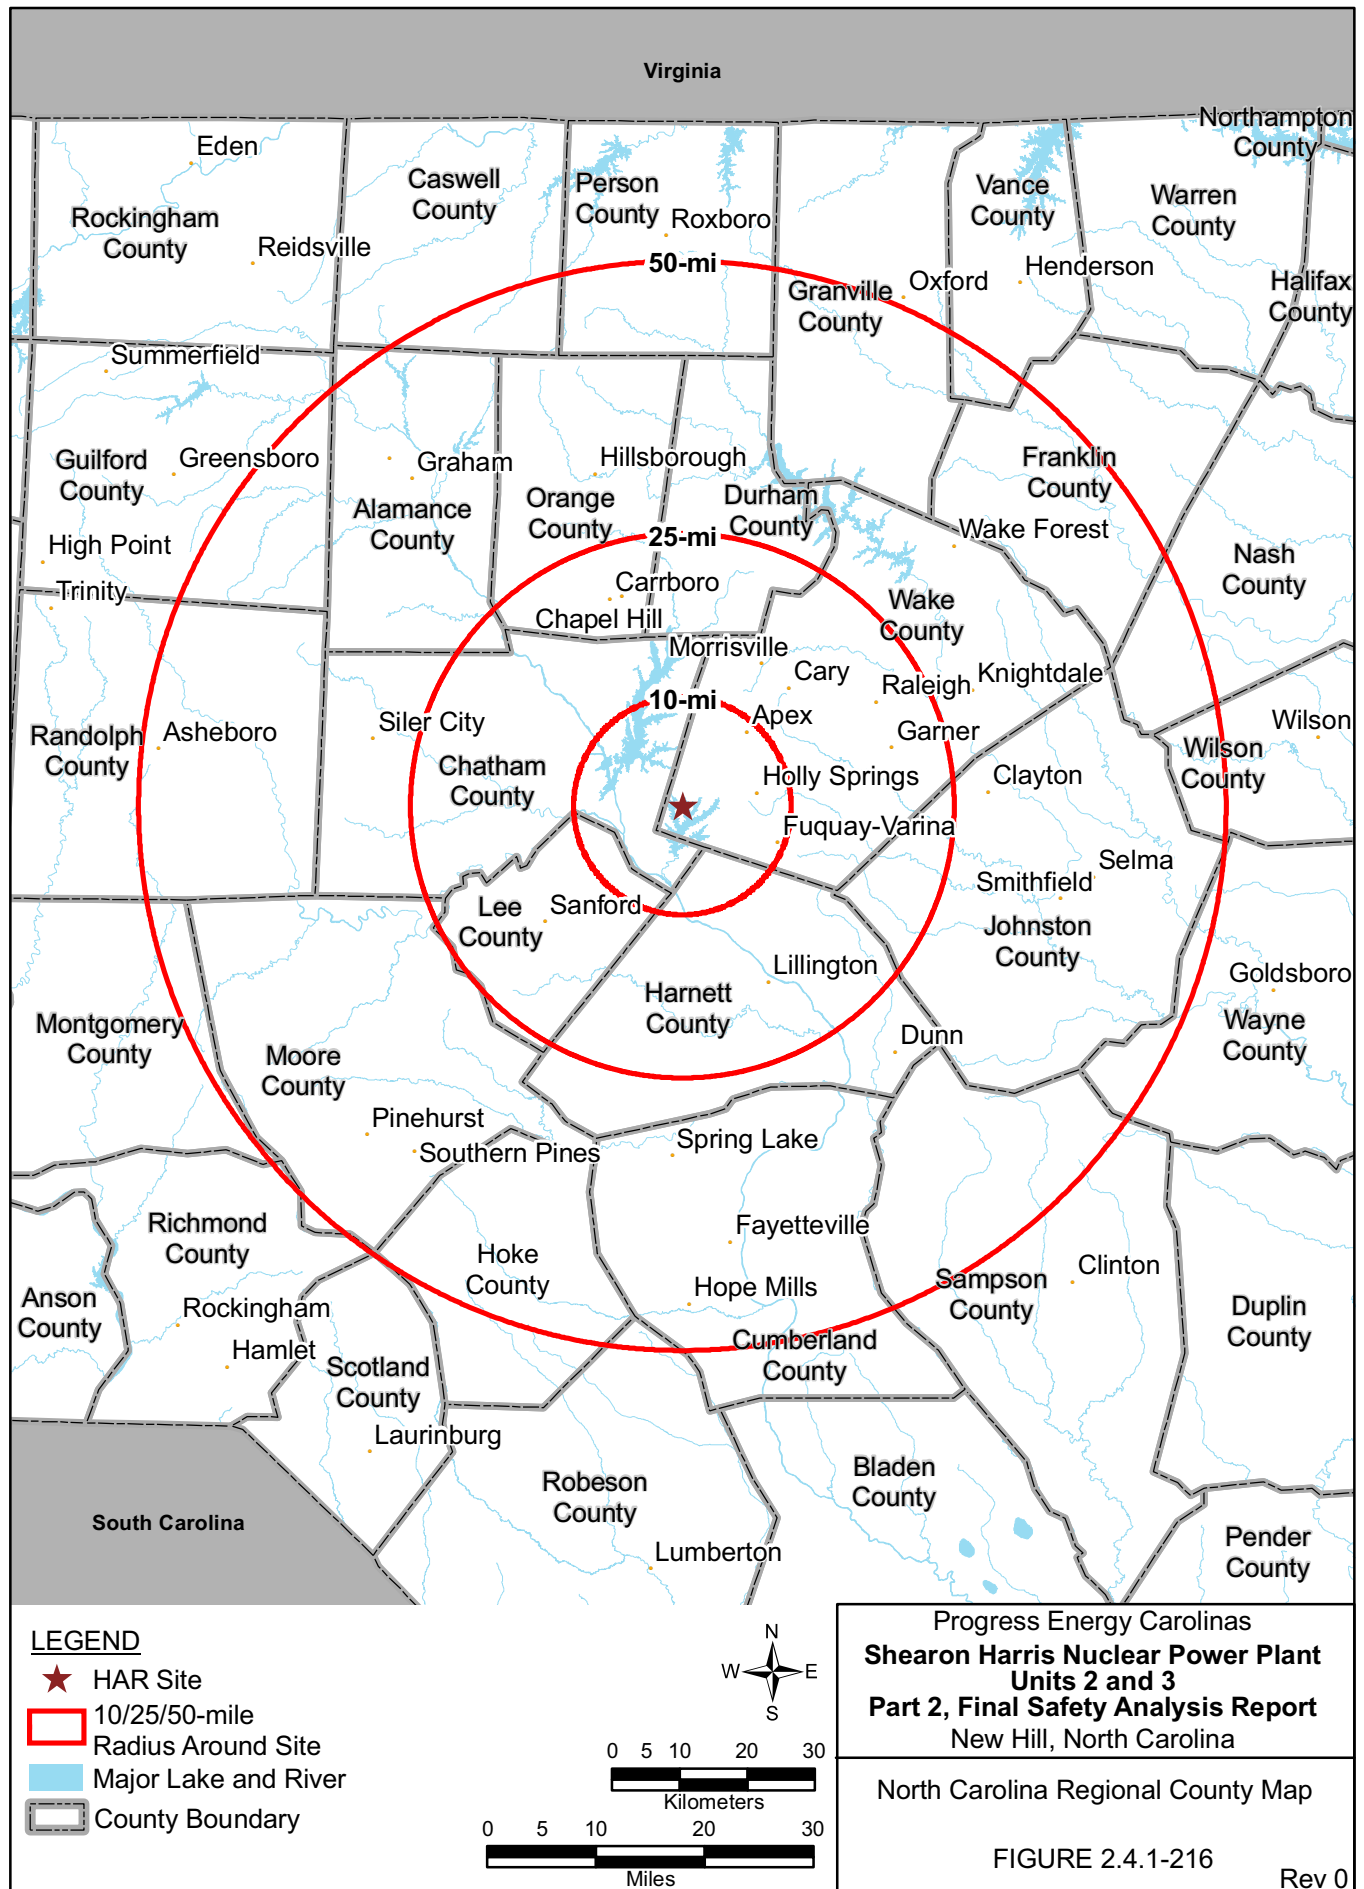 Virginia
Northampton
County
Eden
Caswell
County
Person
County
Vance
County
Warren
County
Rockingham
County
Roxboro
Reidsville
50-mi
Henderson
Oxford
Granville
County
Halifax
County
Summerfield
Guilford
County
Greensboro
Graham
Hillsborough
Franklin
County
Alamance
County
Orange
County
Durham
County
High Point
25-mi
Wake Forest
Nash
County
Trinity
Carrboro
Chapel Hill
Wake
County
Morrisville
Cary
Raleigh
Knightdale
10-mi
Apex
Siler City
Garner
Wilson
Randolph
County
Asheboro
Chatham
County
Holly Springs
Clayton
Wilson
County
Fuquay-Varina
Selma
Smithfield
Lee
County
Sanford
Johnston
County
Lillington
Goldsboro
Harnett
County
Montgomery
County
Moore
County
Dunn
Wayne
County
Pinehurst
Southern Pines
Spring Lake
Richmond
County
Fayetteville
Hoke
County
Hope Mills
Sampson
County
Clinton
Anson
County
Rockingham
Duplin
County
Hamlet
Scotland
County
Cumberland
County
Laurinburg
Robeson
County
Bladen
County
South Carolina
Lumberton
Pender
County
LEGEND
HAR Site
10/25/50-mile
Radius Around Site
Major Lake and River
County Boundary
N
W E
S
0 5 10 20 30
Kilometers
0 5 10 20 30
Miles
Progress Energy Carolinas
Shearon Harris Nuclear Power Plant
Units 2 and 3
Part 2, Final Safety Analysis Report
New Hill, North Carolina
North Carolina Regional County Map
FIGURE 2.4.1-216
Rev 0